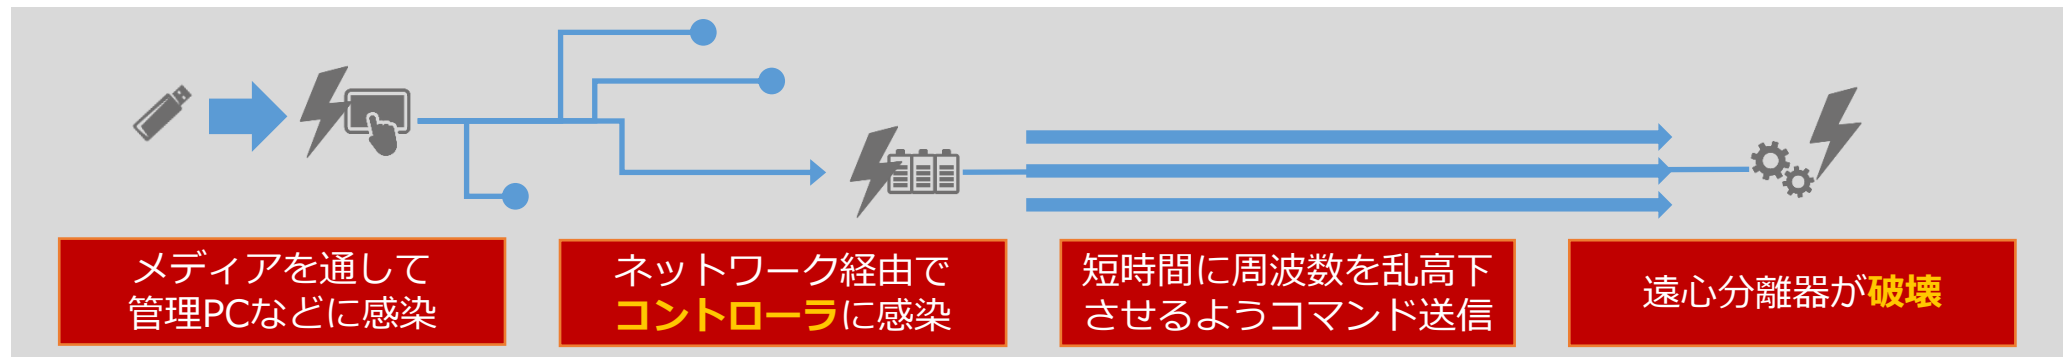 メディアを通して
管理PCなどに感染
ネットワーク経由で
コントローラに感染
短時間に周波数を乱高下
させるようコマンド送信
遠心分離器が破壊